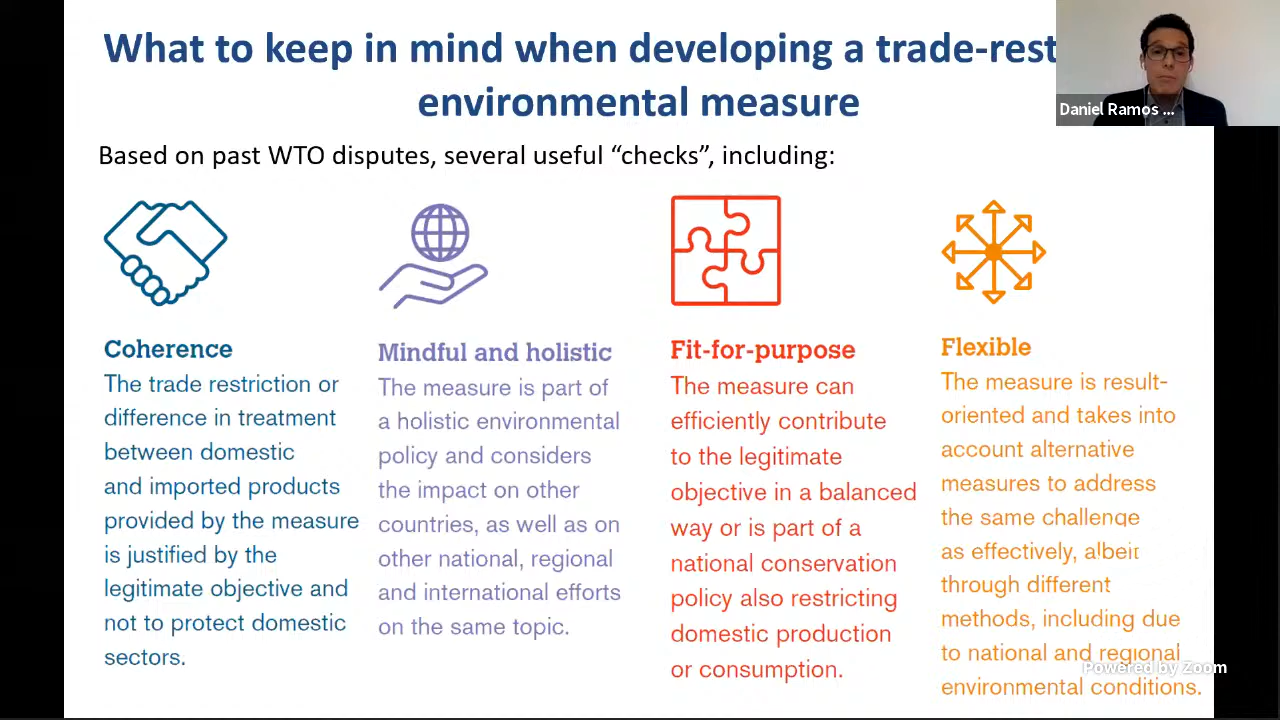 What to keep in mind when developing a trade-rest
environmental measure
Daniel Ramos ...
Based on past WTO disputes, several useful “checks”, including:
Coherence
The trade restriction or
difference in treatment
between domestic
and imported products
provided by the measure
is justified by the
legitimate objective and
not to protect domestic
sectors.
Mindful and holistic
The measure is part of
a holistic environmental
policy and considers
the impact on other
countries, as well as on
other national, regional
and international efforts
on the same topic.
Fit-for-purpose
The measure can
efficiently contribute
to the legitimate
objective in a balanced
way or is part of a
national conservation
policy also restricting
domestic production
or consumption.
Flexible
The measure is result-
oriented and takes into
account alternative
measures to address
the same challenge
as effectively, albeit
through different
methods, including due
to national and regional
environmental conditions.
Powered by Zoom